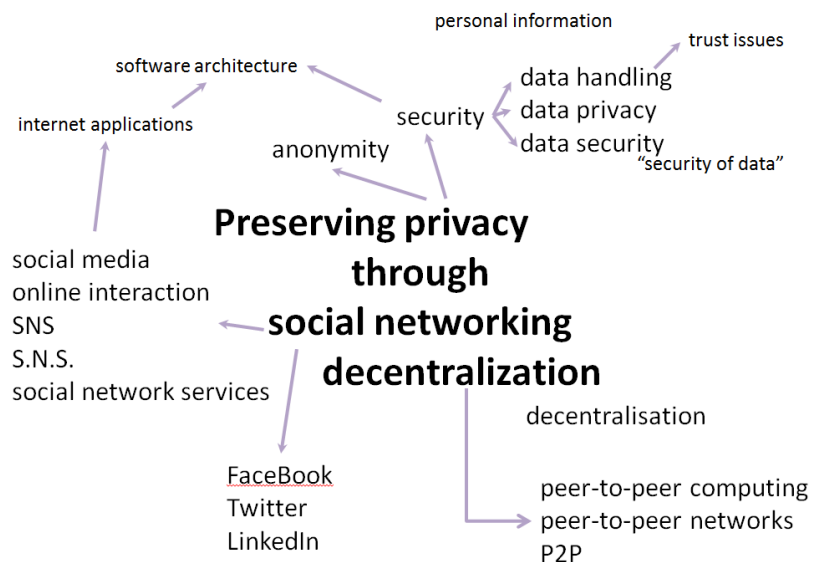 personal information
trust issues
software architecture
data handling
internet applications
security
data privacy
anonymity
data security
“security of data”
Preserving privacy
through
social networking
decentralization
social media
online interaction
SNS
S.N.S.
social network services
decentralisation
FaceBook
Twitter
LinkedIn
peer-to-peer computing
peer-to-peer networks
P2P